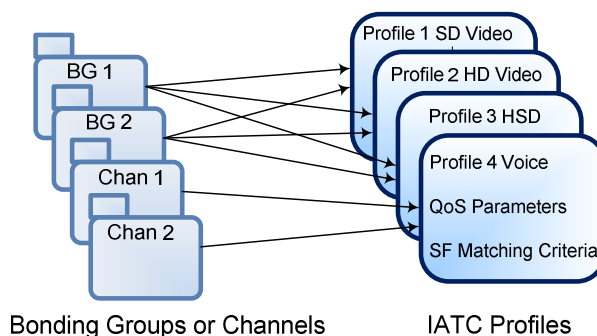 BG 1
BG 2
Chan 1
Chan 2
Bonding Groups or Channels
Profile 1 SD Video
Profile 2 HD Video
Profile 3 HSD
Profile 4 Voice
QoS Parameters
SF Matching Criteria
IATC Profiles